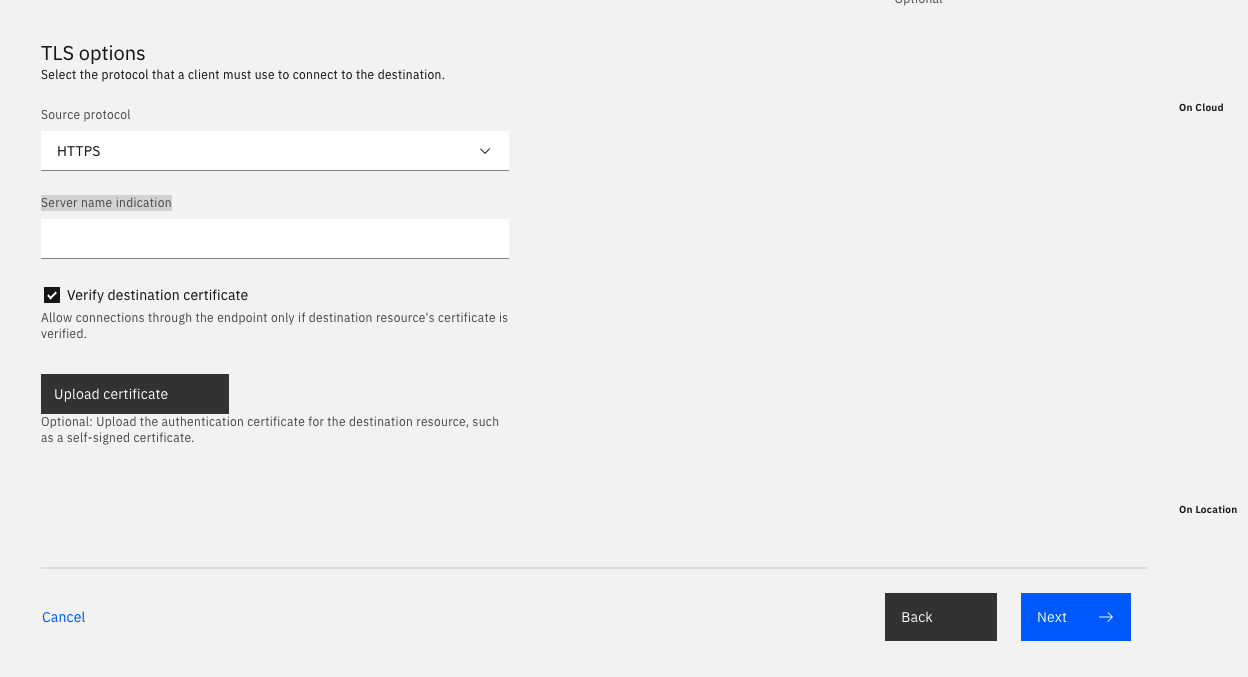 Optional
TLS options
Select the protocol that a client must use to connect to the destination.
Source protocol
On Cloud
HTTPS
Server name indication
Verify destination certificate
Allow connections through the endpoint only if destination resource's certificate is
verified.
Upload certificate
Optional: Upload the authentication certificate for the destination resource, such
as a self-signed certificate.
On Location
Cancel
Back
Next